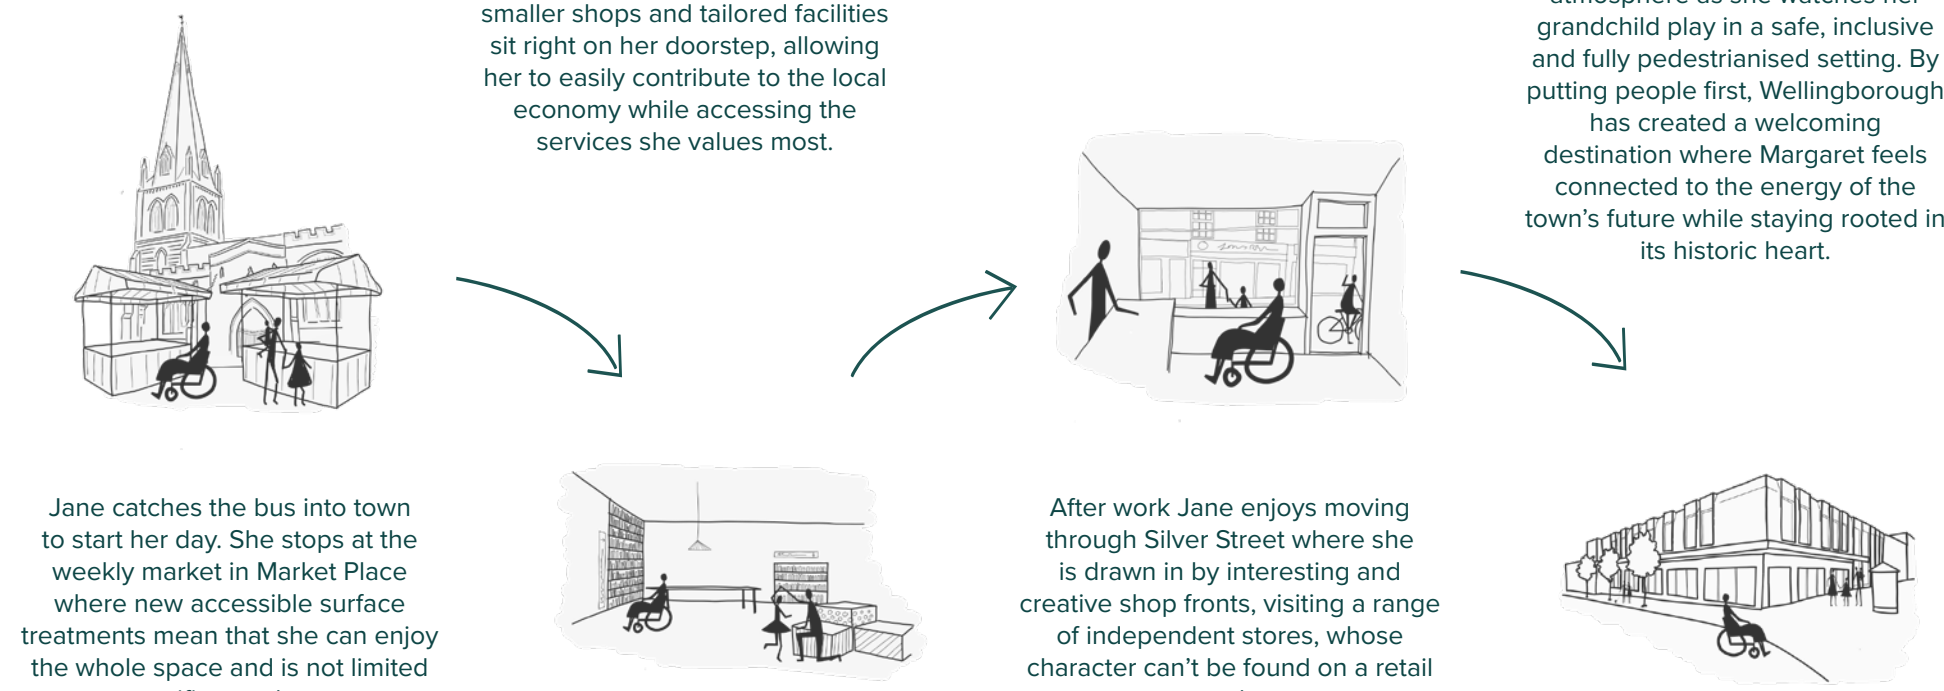 smaller shops and tailored facilities
sit right on her doorstep, allowing
her to easily contribute to the local
economy while accessing the
services she values most.
atmosphere as she watches her
grandchild play in a safe, inclusive
and fully pedestrianised setting. By
putting people first, Wellingborough
has created a welcoming
destination where Margaret feels
connected to the energy of the
town’s future while staying rooted in
its historic heart.
Jane catches the bus into town
to start her day. She stops at the
weekly market in Market Place
where new accessible surface
treatments mean that she can enjoy
the whole space and is not limited
After work Jane enjoys moving
through Silver Street where she
is drawn in by interesting and
creative shop fronts, visiting a range
of independent stores, whose
character can’t be found on a retail